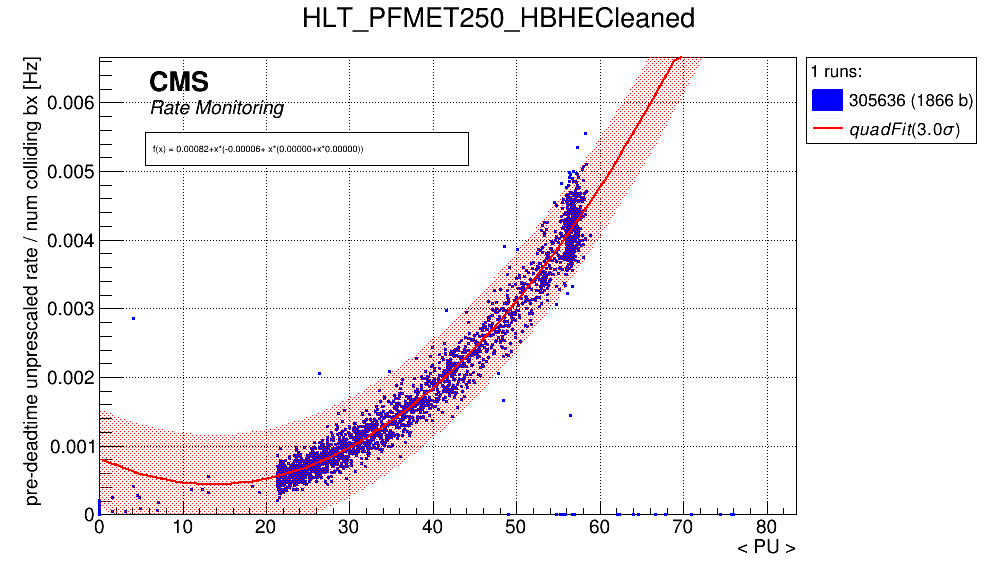 HLT_PFMET250_HBHECleaned
pre-deadtime unprescaled rate / num colliding bx [Hz]
CMS
Rate Monitoring
f(x) = 0.00082+x*(-0.00006+ x*(0.00000+x*0.00000))
1 runs:
305636 (1866 b)
quadFit(3.0σ)
0.006
0.005
0.004
0.003
0.002
0.001
0
0 10 20 30 40 50 60 70 80
< PU >